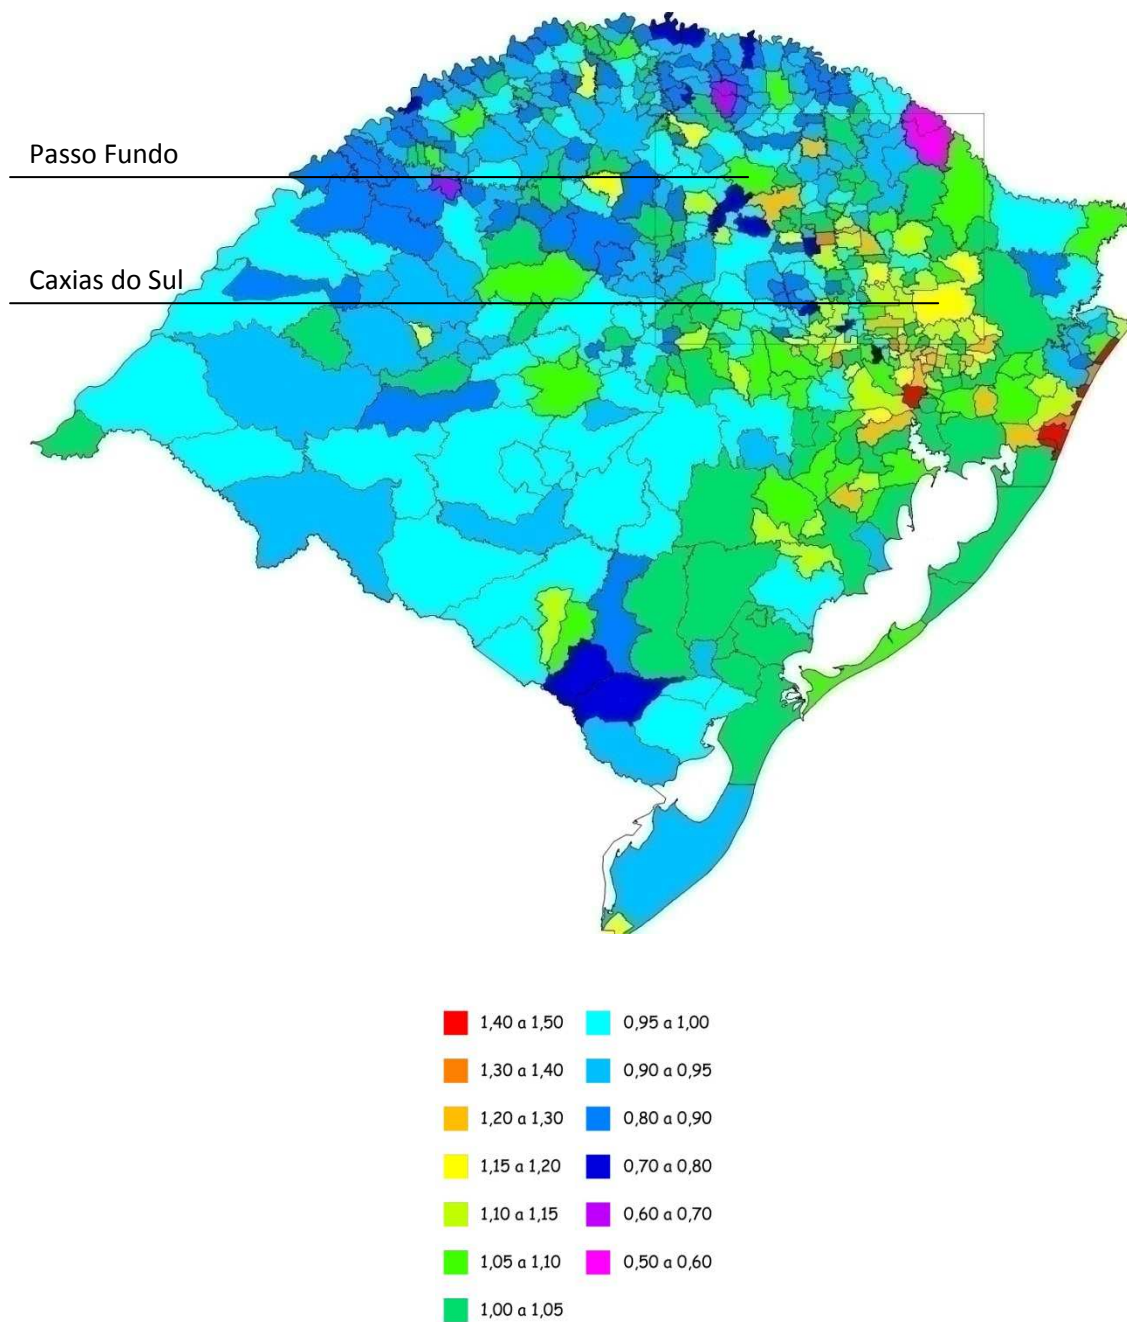 Passo Fundo
Caxias do Sul
1,40 a 1,50
1,30 a 1,40
1,20 a 1,30
1,15 a 1,20
1,10 a 1,15
1,05 a 1,10
1,00 a 1,05
0,95 a 1,00
0,90 a 0,95
0,80 a 0,90
0,70 a 0,80
0,60 a 0,70
0,50 a 0,60